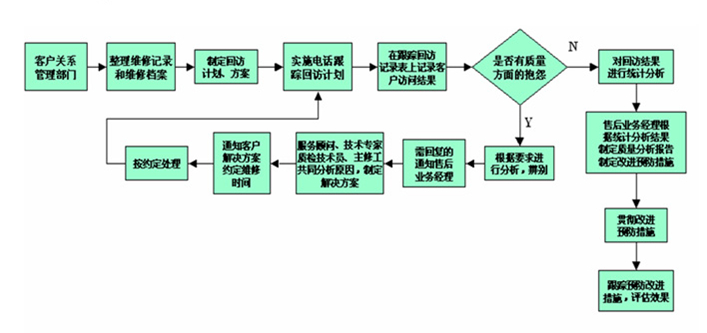 客户关系
管理部门
整理维修记录
和维修档案
制定回访
计划、方案
实施电话跟
踪回访计划
在跟踪回访
记录表上记录客
户访问结果
是否有质量
方面的抱怨
N
对回访结果
进行统计分析
Y
售后业务经理根
据统计分析结果
制定质量分析报告
制定改进预防措施
根据要求进
行分析，辨别
需回复的
通知售后
业务经理
服务顾问、技术专家
质检技术员、主修工
共同分析原因，制定
解决方案
通知客户
解决方案
约定维修
时间
按约定处理
贯彻改进
预防措施
跟踪预防改进
措施，评估效果